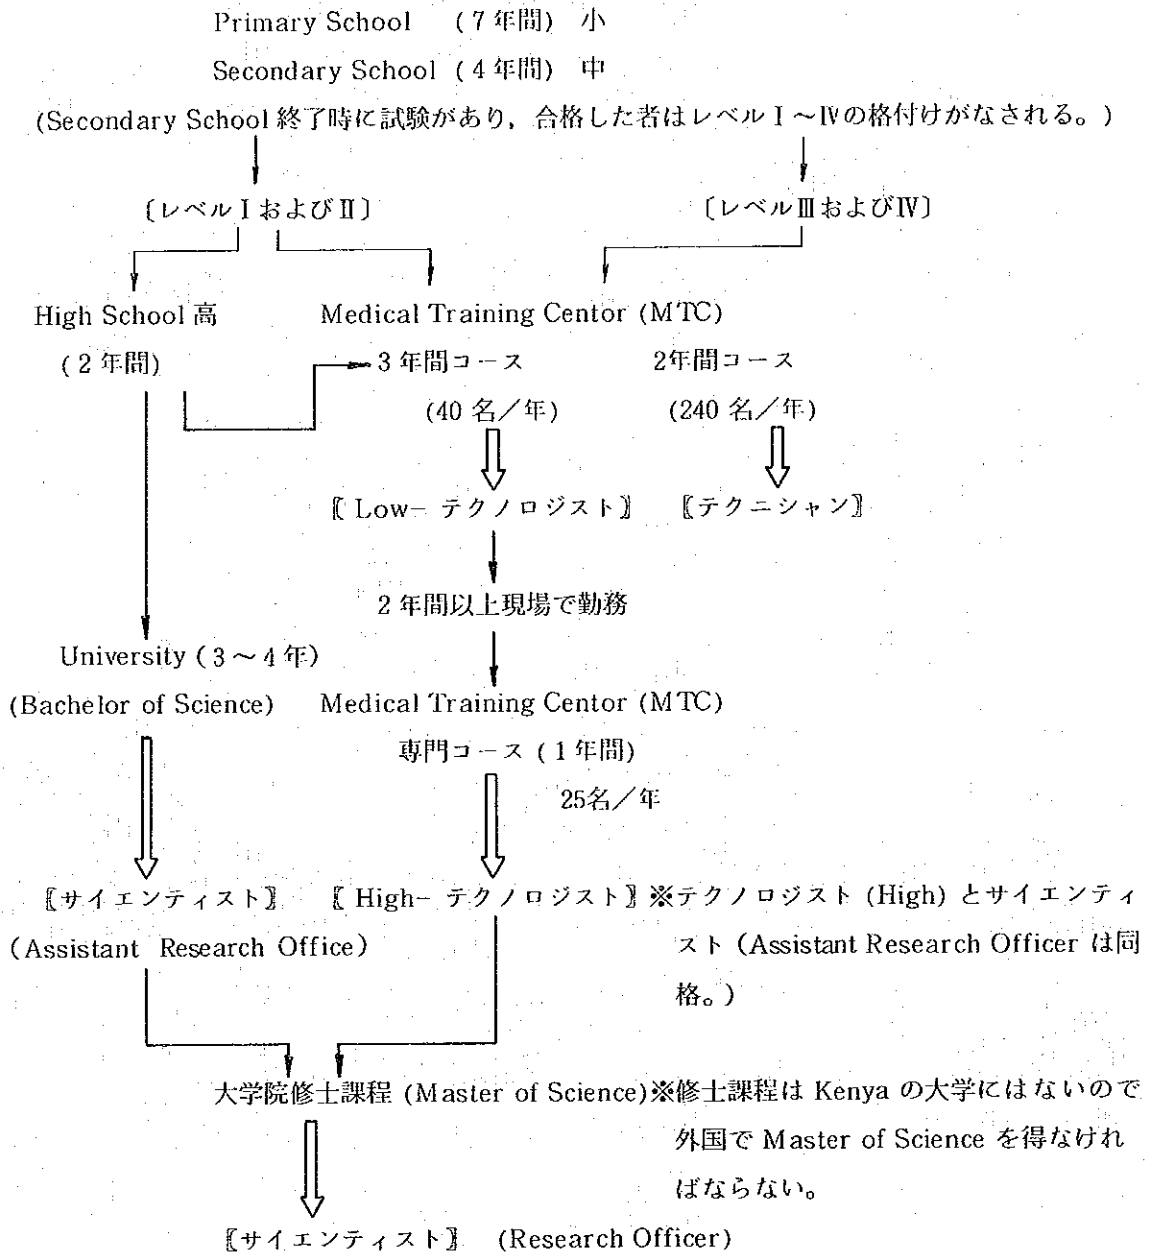 Primary School (7年間) 小
Secondary School (4年間) 中
(Secondary School 終了時に試験があり,合格した者はレベルⅠ~Ⅳの格付けがなされる。)
〔レベルⅠおよびⅡ〕 〔レベルⅢおよびⅣ〕
High School 高 Medical Training Centor (MTC)
(2年間) 3年間コース 2年間コース
(40名/年) (240名/年)
〖Low- テクノロジスト〗 〖テクニシャン〗
2年間以上現場で勤務
University (3~4年)
(Bachelor of Science) Medical Training Centor (MTC)
専門コース (1年間)
25名/年
〖サイエンティスト〗 〖High- テクノロジスト〗※テクノロジスト (High) とサイエンティ
(Assistant Research Office) スト (Assistant Research Officer は同
格。)
大学院修士課程 (Master of Science)※修士課程は Kenya の大学にはないので
外国で Master of Science を得なけれ
ばならない。
〖サイエンティスト〗 (Research Officer)